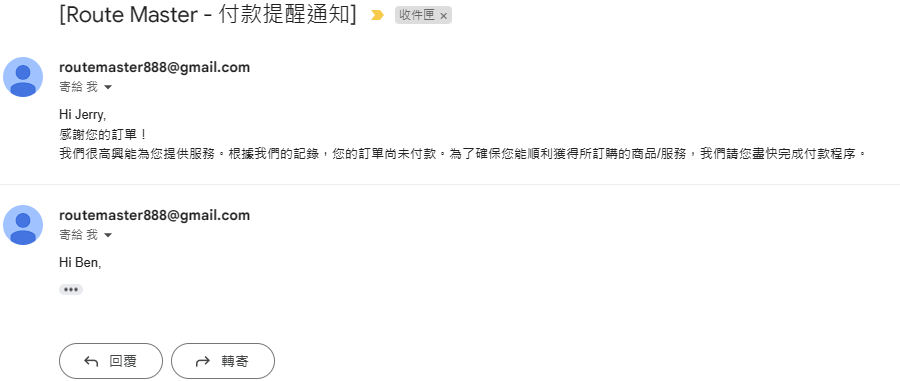 [Route Master - 付款提醒通知]
收件匣 ×
routemaster888@gmail.com
寄給 我
Hi Jerry,
感謝您的訂單！
我們很高興能為您提供服務。根據我們的記錄，您的訂單尚未付款。為了確保您能順利獲得所訂購的商品/服務，我們請您盡快完成付款程序。
routemaster888@gmail.com
寄給 我
Hi Ben,
•••
回覆
轉寄